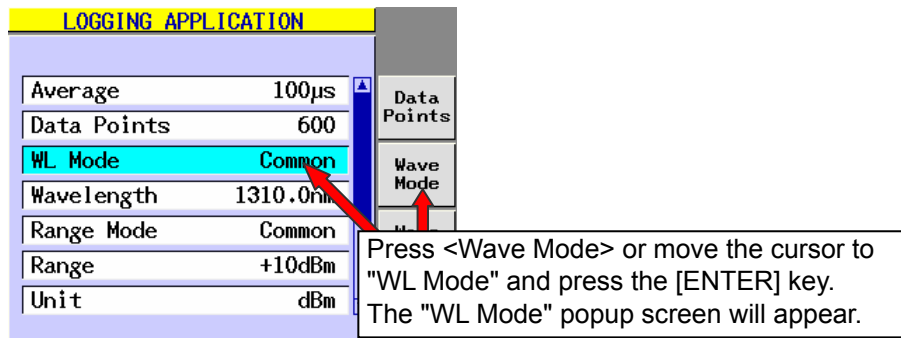 LOGGING APPLICATION
Average 100µs
Data Points 600
WL Mode Common
Wavelength 1310.0nm
Range Mode Common
Range +10dBm
Unit dBm
Data
Points
Wave
Mode
Press <Wave Mode> or move the cursor to
"WL Mode" and press the [ENTER] key.
The "WL Mode" popup screen will appear.